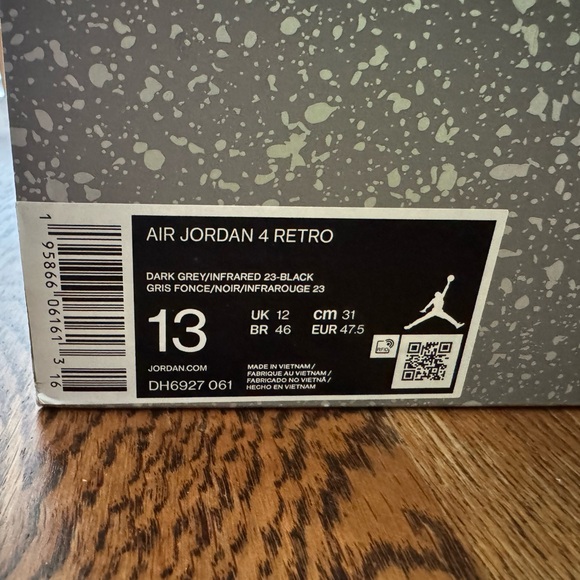 AIR JORDAN 4 RETRO
DARK GREY/INFRARED 23-BLACK
GRIS FONCE/NOIR/INFRAROUGE 23
13
UK 12 cm 31
BR 46 EUR 47.5
JORDAN.COM
DH6927 061
MADE IN VIETNAM /
FABRIQUE AU VIETNAM /
FABRICADO NO VIETNÃ /
HECHO EN VIETNAM
RFID
1 95866 06161 3 16